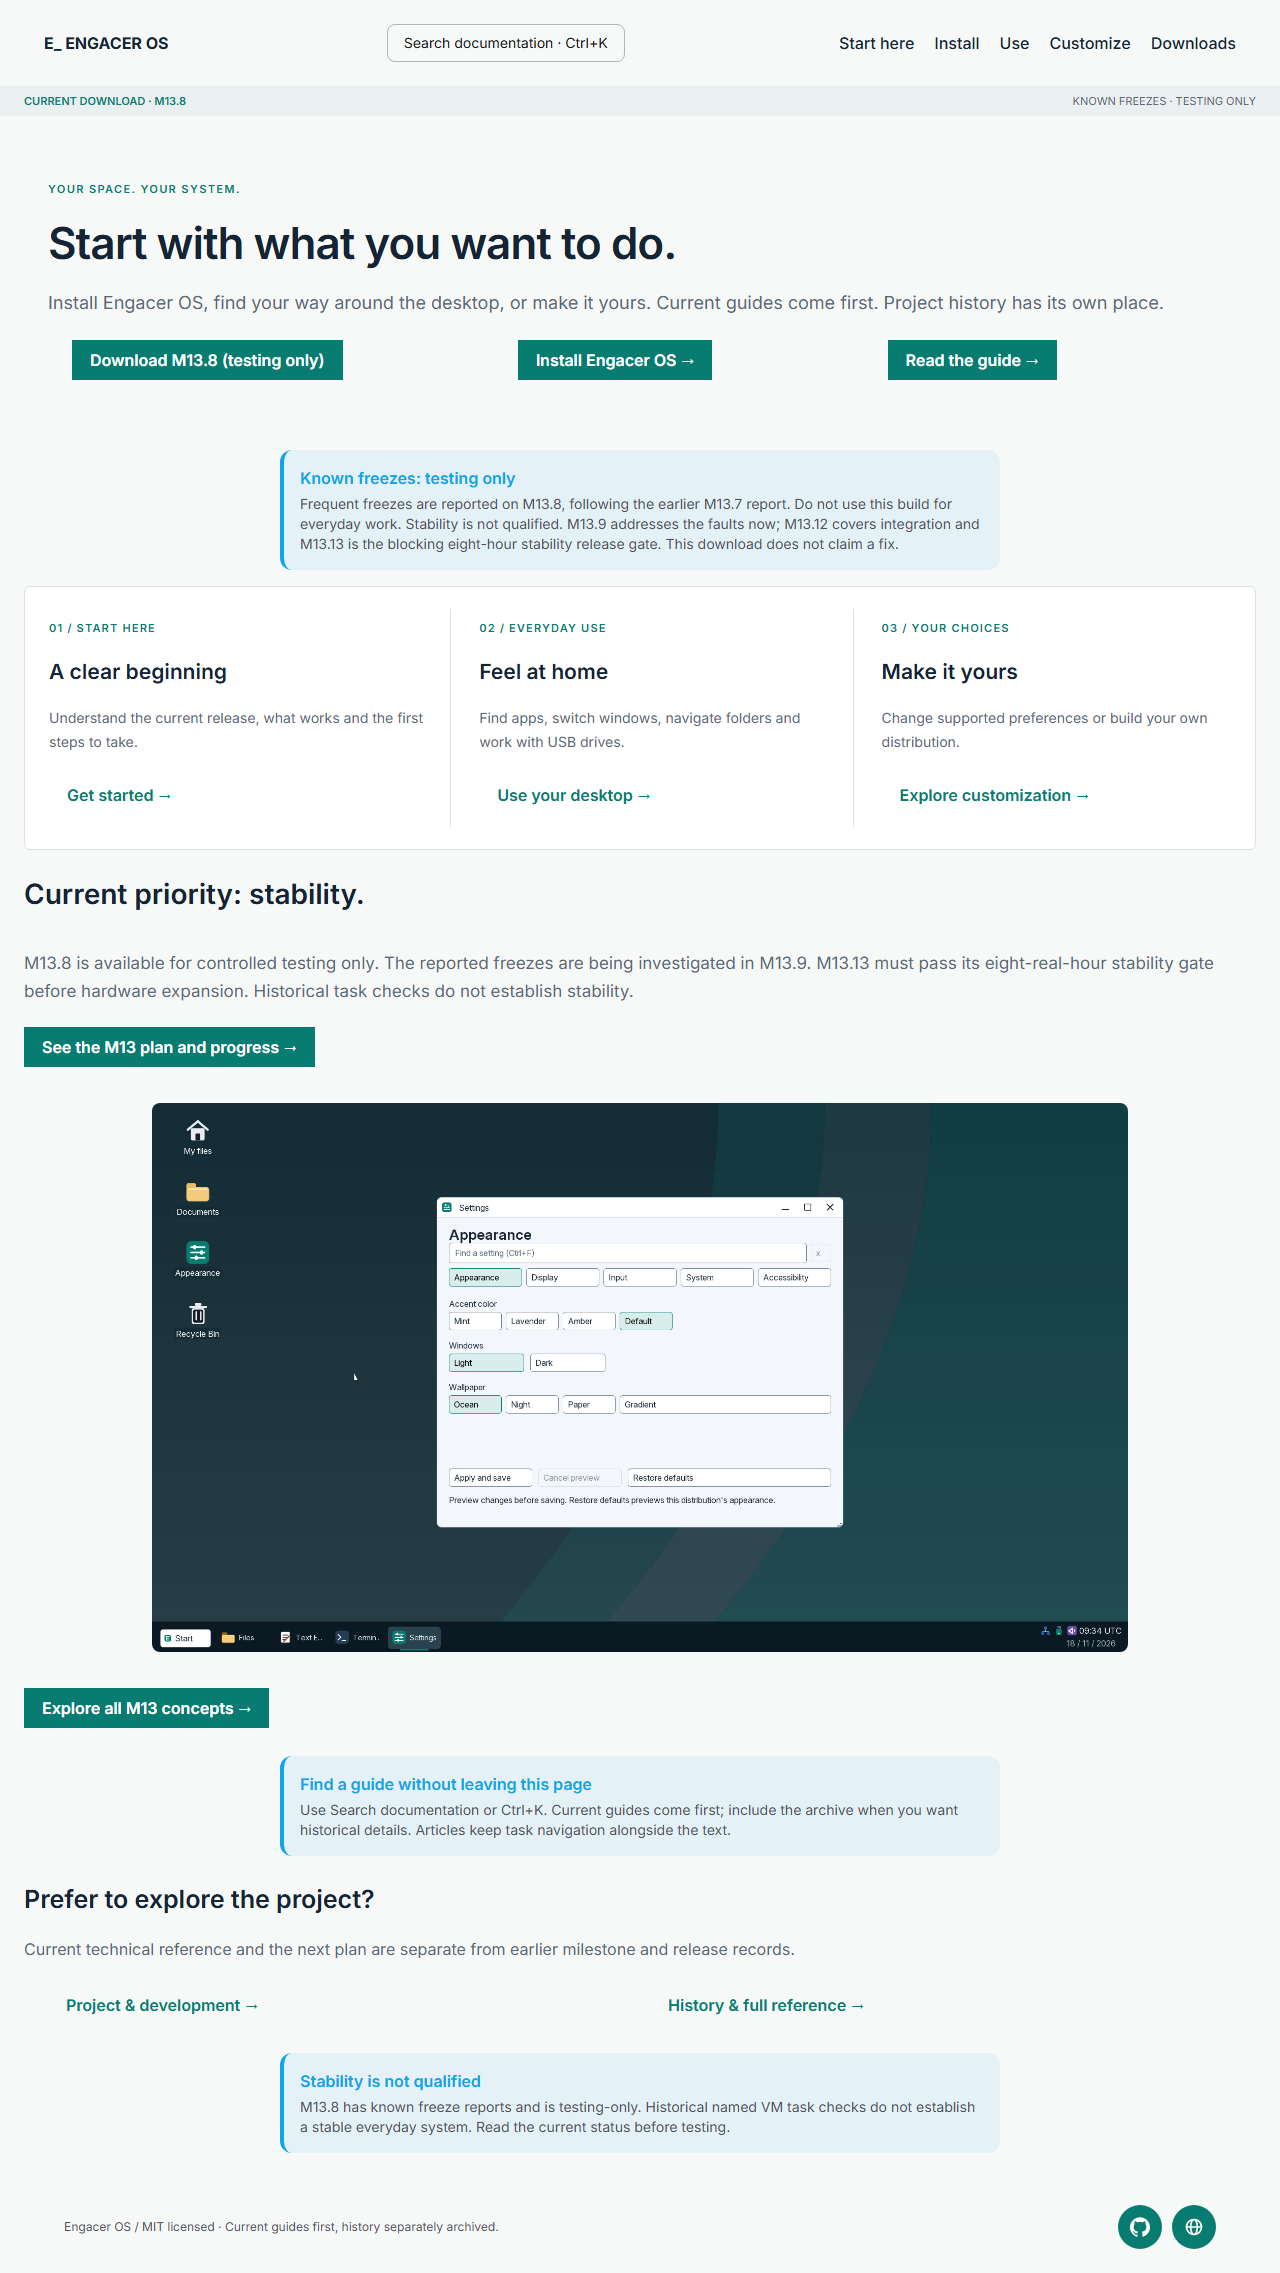 E_ ENGACER OS
Search documentation · Ctrl+K
Start here
Install
Use
Customize
Downloads
CURRENT DOWNLOAD · M13.8
KNOWN FREEZES · TESTING ONLY
YOUR SPACE. YOUR SYSTEM.
Start with what you want to do.
Install Engacer OS, find your way around the desktop, or make it yours. Current guides come first. Project history has its own place.
Download M13.8 (testing only)
Install Engacer OS →
Read the guide →
Known freezes: testing only
Frequent freezes are reported on M13.8, following the earlier M13.7 report. Do not use this build for
everyday work. Stability is not qualified. M13.9 addresses the faults now; M13.12 covers integration and
M13.13 is the blocking eight-hour stability release gate. This download does not claim a fix.
01 / START HERE
A clear beginning
Understand the current release, what works and the first
steps to take.
Get started →
02 / EVERYDAY USE
Feel at home
Find apps, switch windows, navigate folders and
work with USB drives.
Use your desktop →
03 / YOUR CHOICES
Make it yours
Change supported preferences or build your own
distribution.
Explore customization →
Current priority: stability.
M13.8 is available for controlled testing only. The reported freezes are being investigated in M13.9. M13.13 must pass its eight-real-hour stability gate
before hardware expansion. Historical task checks do not establish stability.
See the M13 plan and progress →
My files
Documents
Appearance
Recycle Bin
Settings
Appearance
Find a setting (Ctrl+F)
x
Appearance
Display
Input
System
Accessibility
Accent color
Mint
Lavender
Amber
Default
Windows
Light
Dark
Wallpaper
Ocean
Night
Paper
Gradient
Apply and save
Cancel preview
Restore defaults
Preview changes before saving. Restore defaults previews this distribution's appearance.
Start
Files
Text E..
Termin..
Settings
09:34 UTC
18 / 11 / 2026
Explore all M13 concepts →
Find a guide without leaving this page
Use Search documentation or Ctrl+K. Current guides come first; include the archive when you want
historical details. Articles keep task navigation alongside the text.
Prefer to explore the project?
Current technical reference and the next plan are separate from earlier milestone and release records.
Project & development →
History & full reference →
Stability is not qualified
M13.8 has known freeze reports and is testing-only. Historical named VM task checks do not establish
a stable everyday system. Read the current status before testing.
Engacer OS / MIT licensed · Current guides first, history separately archived.